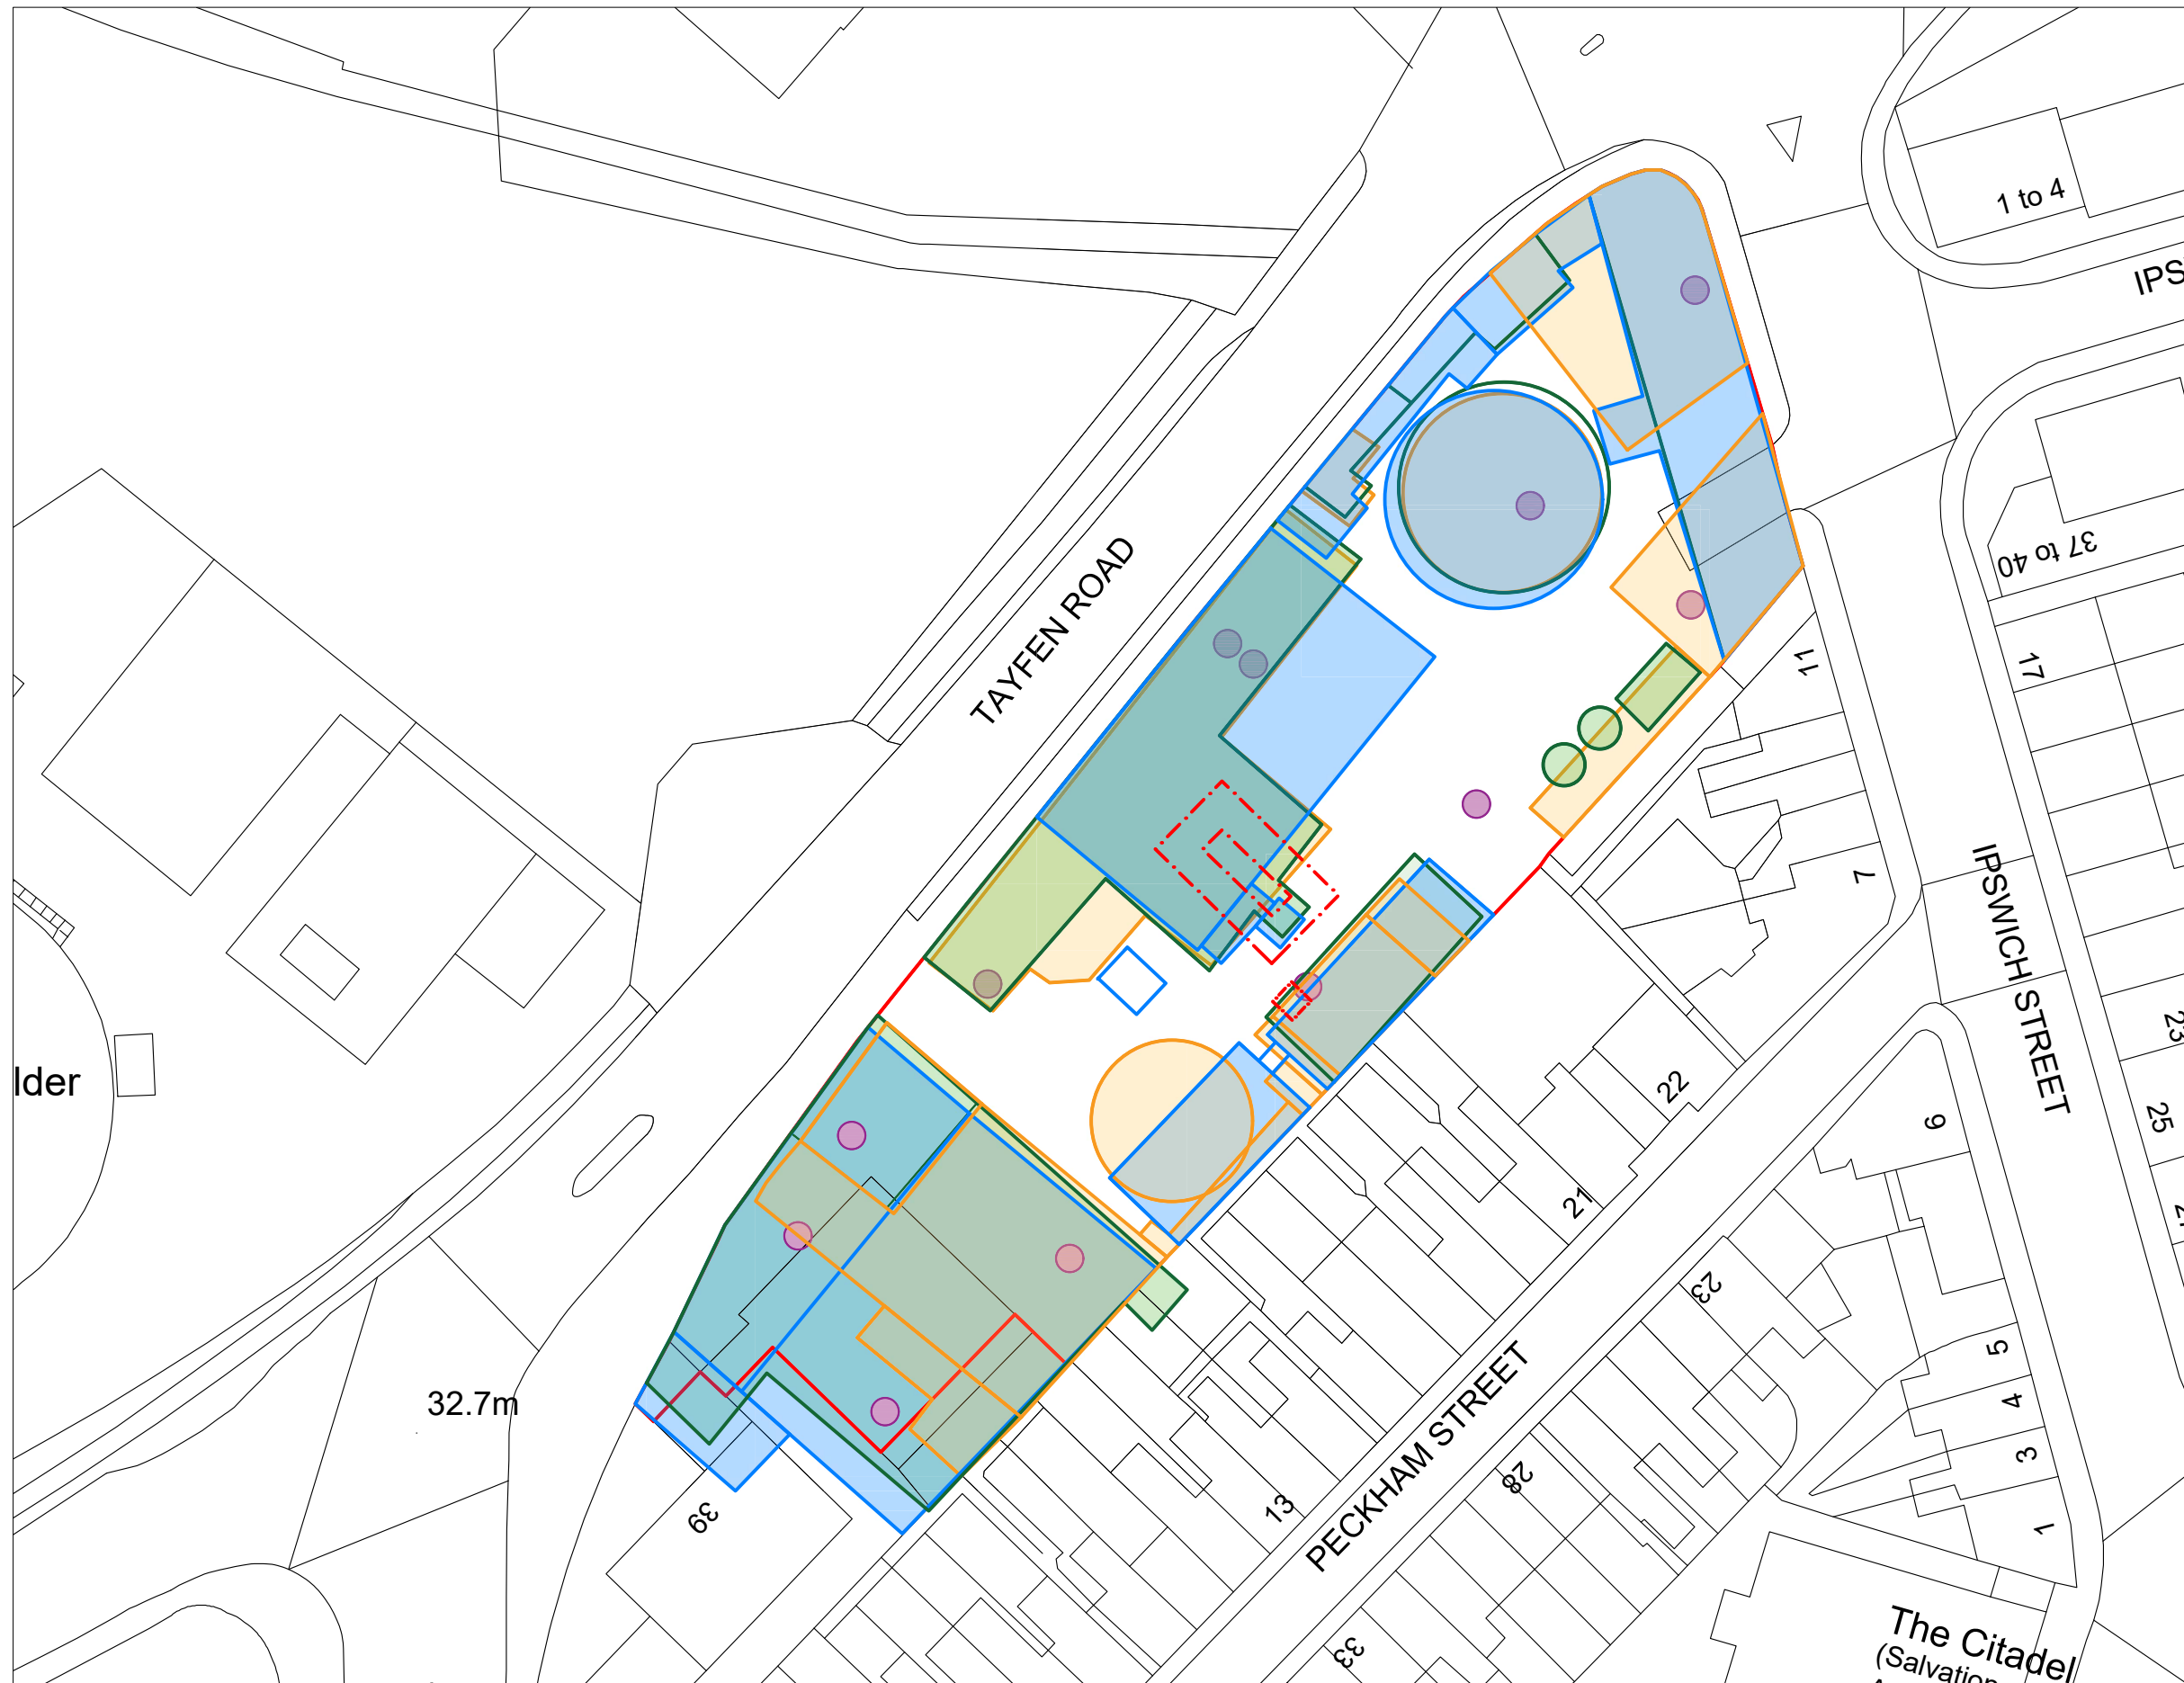 1 to 4
IPS
37 to 40
TAYFEN ROAD
11
17
7
IPSWICH STREET
23
lder
22
9
25
21
23
5
32.7m
4
PECKHAM STREET
3
28
13
39
1
33
The Citadel
(Salvation